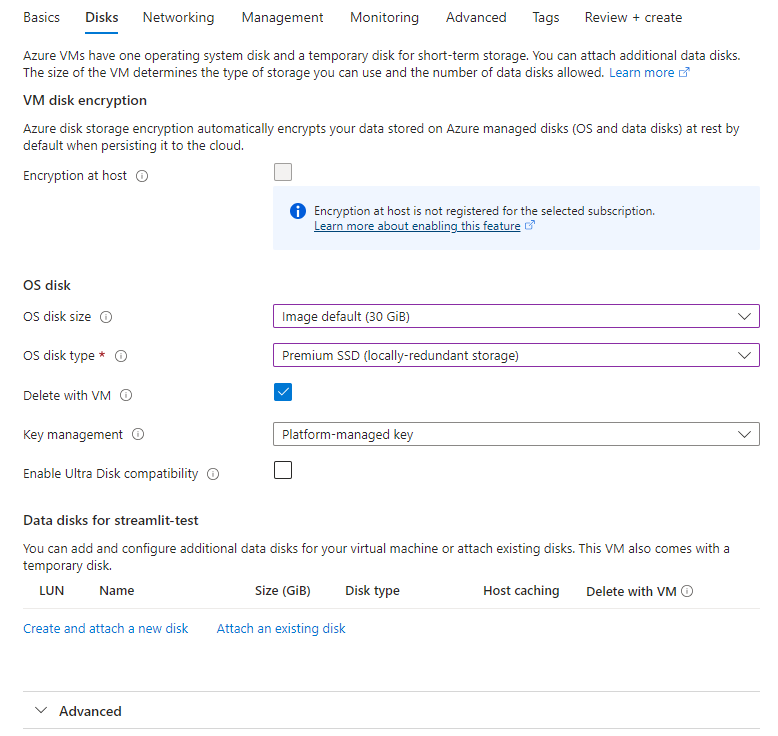 Basics Disks Networking Management Monitoring Advanced Tags Review + create
Azure VMs have one operating system disk and a temporary disk for short-term storage. You can attach additional data disks.
The size of the VM determines the type of storage you can use and the number of data disks allowed. Learn more
VM disk encryption
Azure disk storage encryption automatically encrypts your data stored on Azure managed disks (OS and data disks) at rest by
default when persisting it to the cloud.
Encryption at host
Encryption at host is not registered for the selected subscription.
Learn more about enabling this feature
OS disk
OS disk size Image default (30 GiB)
OS disk type * Premium SSD (locally-redundant storage)
Delete with VM
Key management Platform-managed key
Enable Ultra Disk compatibility
Data disks for streamlit-test
You can add and configure additional data disks for your virtual machine or attach existing disks. This VM also comes with a
temporary disk.
LUN Name Size (GiB) Disk type Host caching Delete with VM
Create and attach a new disk Attach an existing disk
Advanced